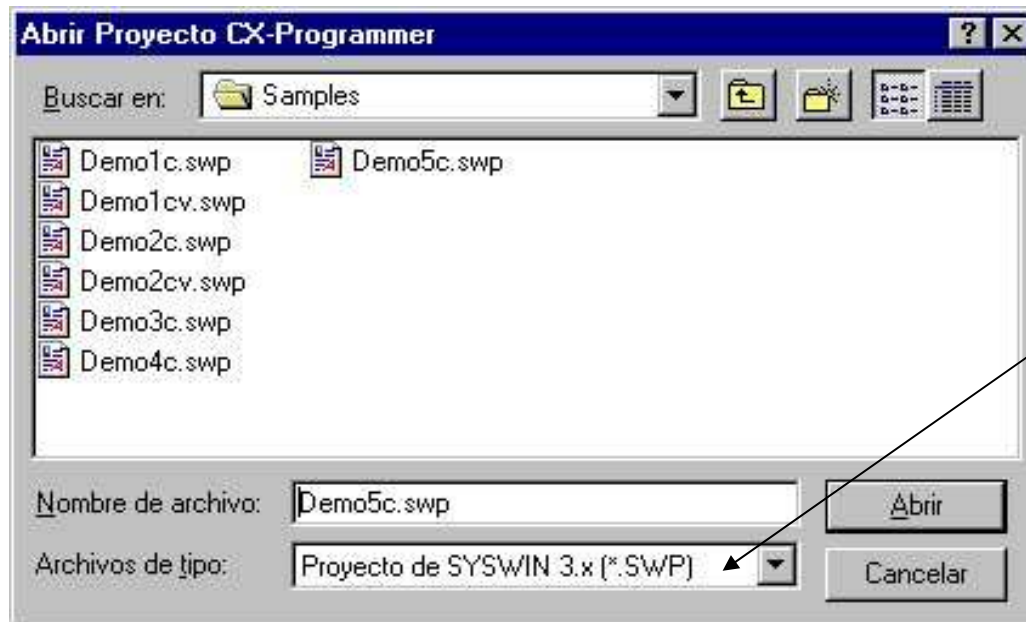 Abrir Proyecto CX-Programmer
Buscar en: Samples
Demo1c.swp Demo5c.swp
Demo1cv.swp
Demo2c.swp
Demo2cv.swp
Demo3c.swp
Demo4c.swp
Nombre de archivo: Demo5c.swp Abrir
Archivos de tipo: Proyecto de SYSWIN 3.x (*.SWP) Cancelar